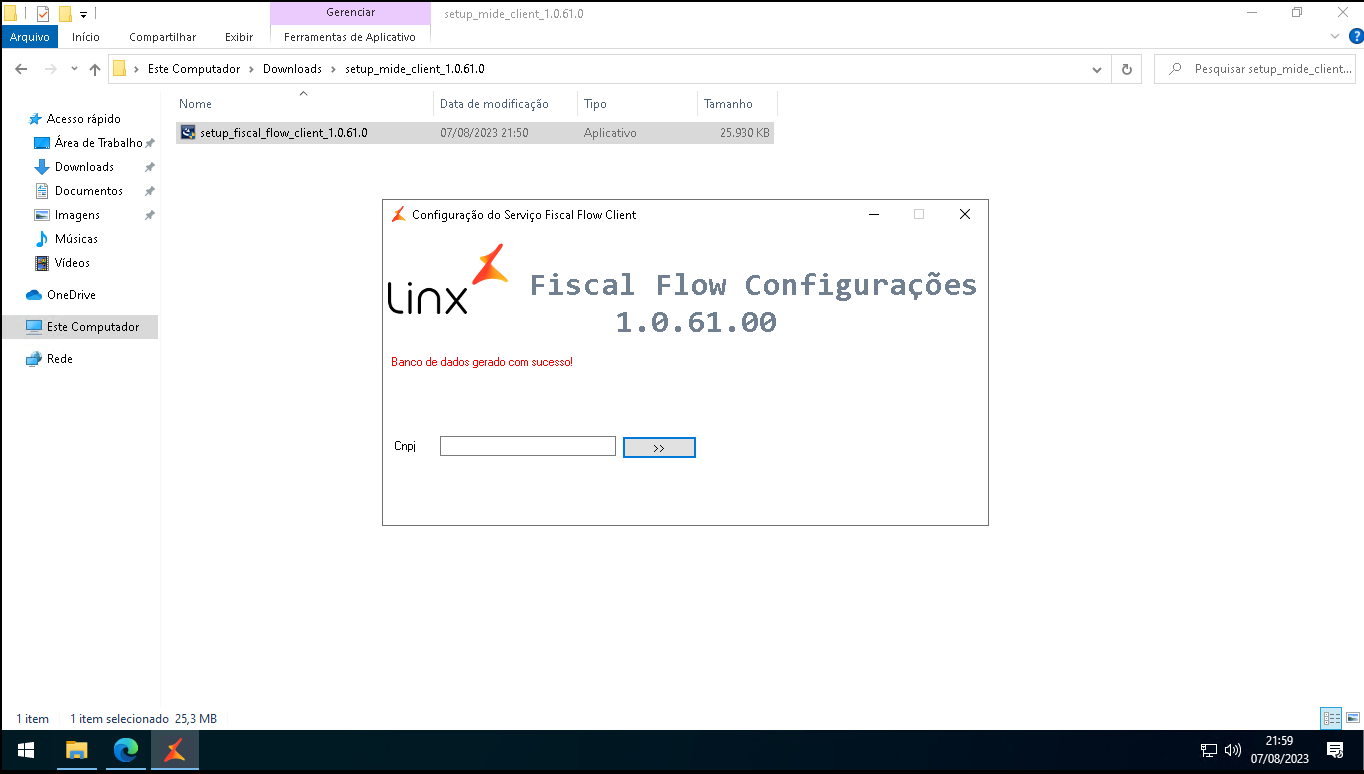 Gerenciar
setup_mide_client_1.0.61.0
Arquivo Início Compartilhar Exibir Ferramentas de Aplicativo
Este Computador Downloads setup_mide_client_1.0.61.0
Pesquisar setup_mide_client...
Nome Data de modificação Tipo Tamanho
setup_fiscal_flow_client_1.0.61.0 07/08/2023 21:50 Aplicativo 25.930 KB
Acesso rápido
Área de Trabalho
Downloads
Documentos
Imagens
Músicas
Vídeos
OneDrive
Este Computador
Rede
Configuração do Serviço Fiscal Flow Client
Linx
Fiscal Flow Configurações
1.0.61.00
Banco de dados gerado com sucesso!
Cnpj >>
1 item 1 item selecionado 25,3 MB
21:59
07/08/2023